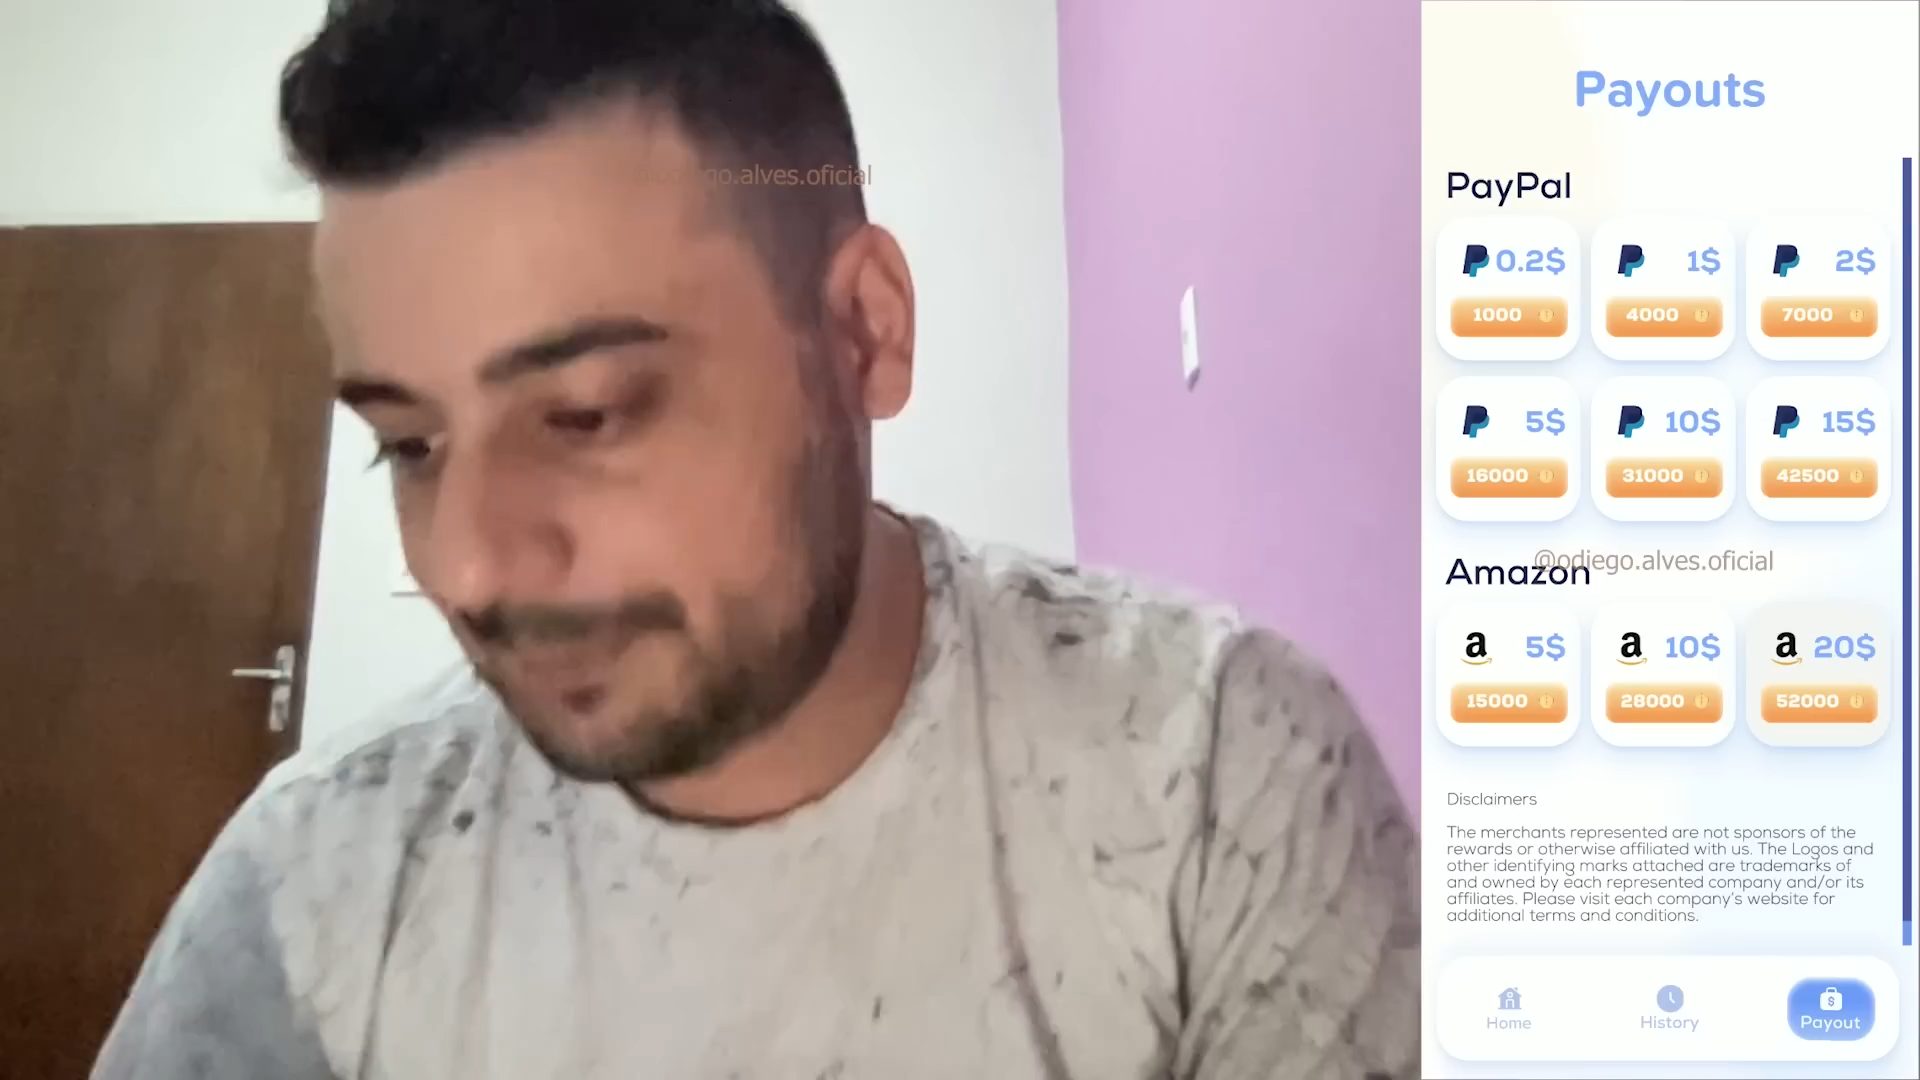 go.alves.oficial
Payouts
PayPal
0.2$ 1$ 2$
1000 4000 7000
5$ 10$ 15$
16000 31000 42500
@odiego.alves.oficial
Amazon
a 5$ a 10$ a 20$
15000 28000 52000
Disclaimers
The merchants represented are not sponsors of the
rewards or otherwise affiliated with us. The Logos and
other identifying marks attached are trademarks of
and owned by each represented company and/or its
affiliates. Please visit each company's website for
additional terms and conditions.
Home History Payout